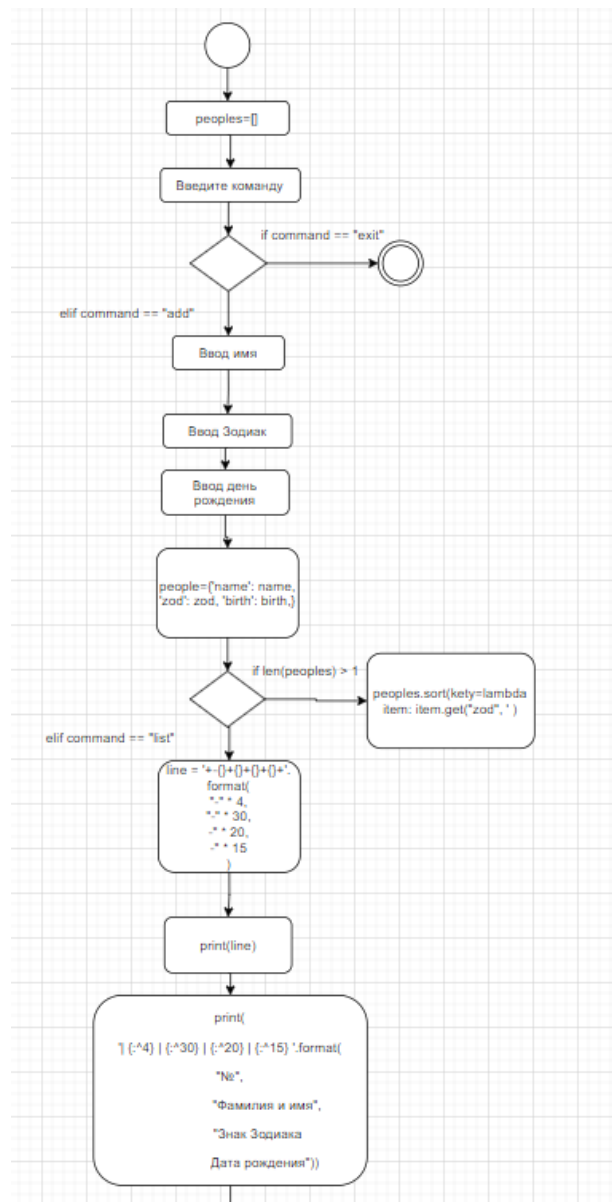 peoples=[]
Введите команду
if command == "exit"
elif command == "add"
Ввод имя
Ввод Зодиак
Ввод день
рождения
people={'name': name,
'zod': zod, 'birth': birth,}
if len(peoples) > 1
peoples.sort(kety=lambda
item: item.get("zod", ' )
elif command == "list"
line = '+-{}+{}+{}+{}+'.
format(
"-" * 4,
"-" * 30,
-" * 20,
-" * 15
)
print(line)
print(
'| {:^4} | {:^30} | {:^20} | {:^15} '.format(
"№",
"Фамилия и имя",
"Знак Зодиака
Дата рождения"))